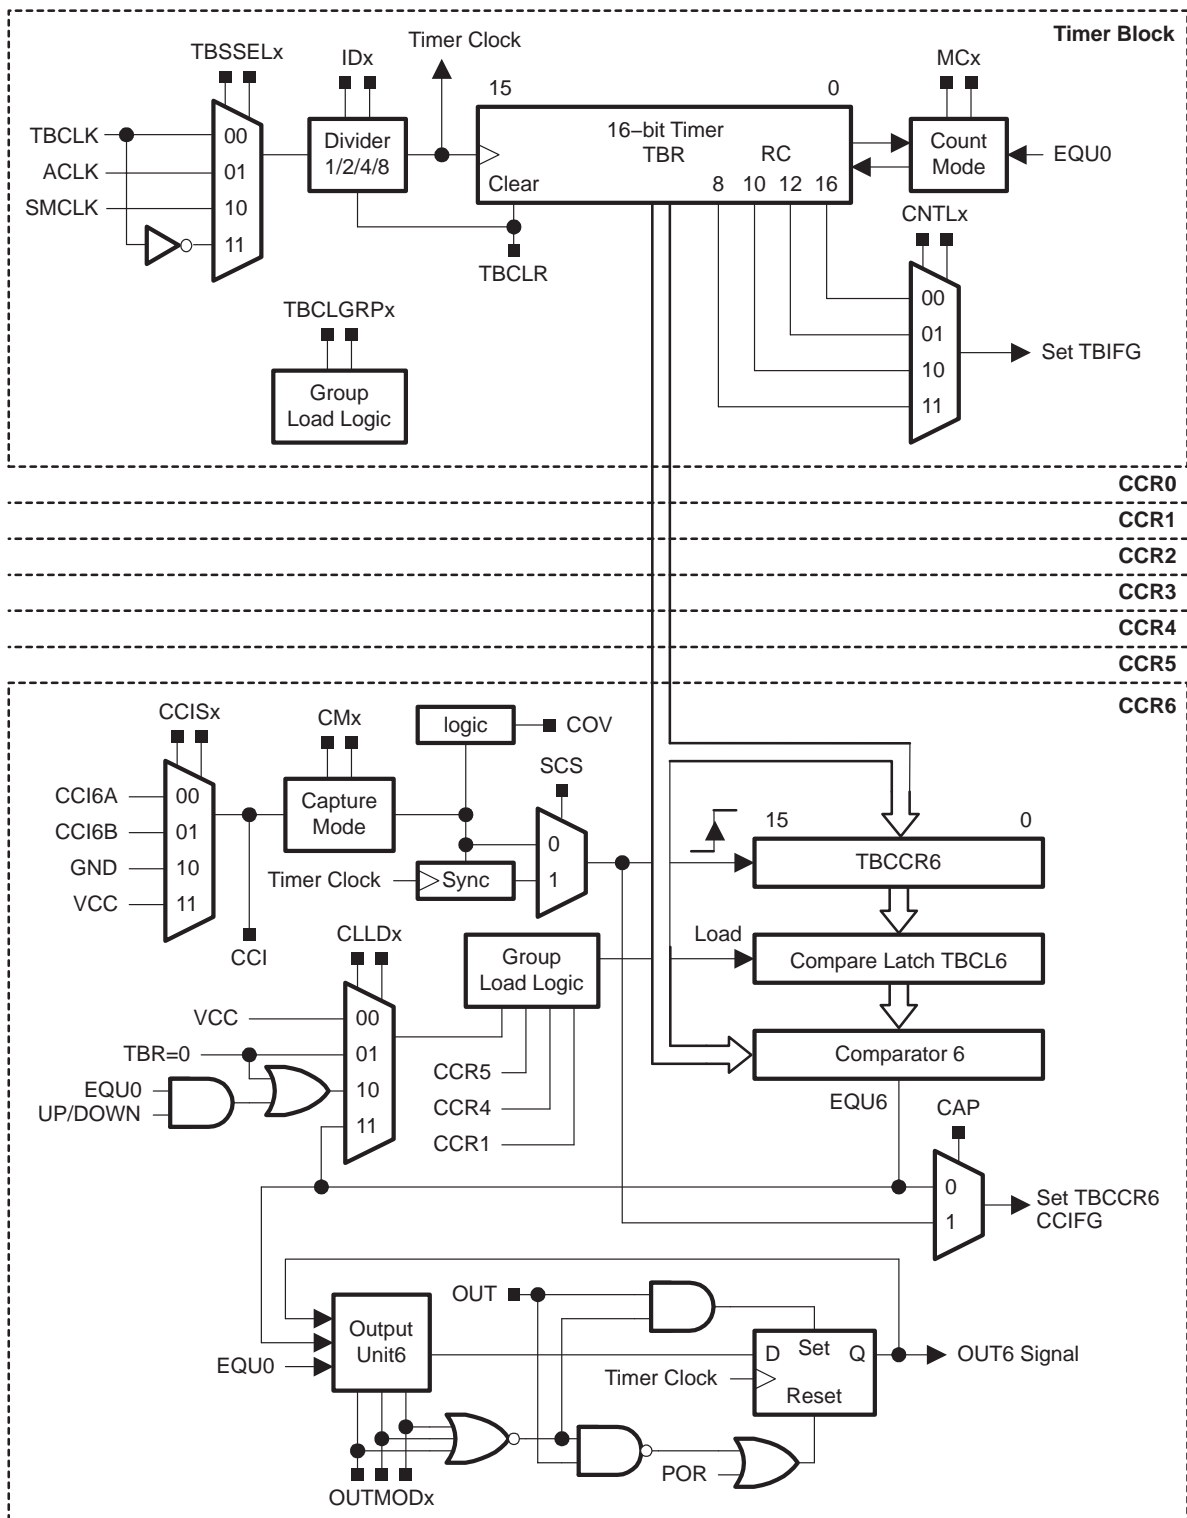 Timer Block
Timer Clock
TBSSELx
IDx
MCx
15
0
TBCLK
00
ACLK
01
SMCLK
10
11
Divider
1/2/4/8
16−bit Timer
TBR
RC
Clear
8
10
12
16
Count
Mode
EQU0
TBCLR
CNTLx
00
01
10
11
Set TBIFG
TBCLGRPx
Group
Load Logic
CCR0
CCR1
CCR2
CCR3
CCR4
CCR5
CCR6
CCISx
CMx
logic
COV
SCS
CCI6A
00
CCI6B
01
GND
10
VCC
11
Capture
Mode
0
1
Timer Clock
Sync
CCI
15
0
TBCCR6
Load
Compare Latch TBCL6
Comparator 6
CLLDx
VCC
00
TBR=0
01
EQU0
10
UP/DOWN
11
Group
Load Logic
CCR5
CCR4
CCR1
EQU6
CAP
0
1
Set TBCCR6
CCIFG
OUT
Output
Unit6
EQU0
D
Set
Q
Timer Clock
Reset
OUT6 Signal
POR
OUTMODx